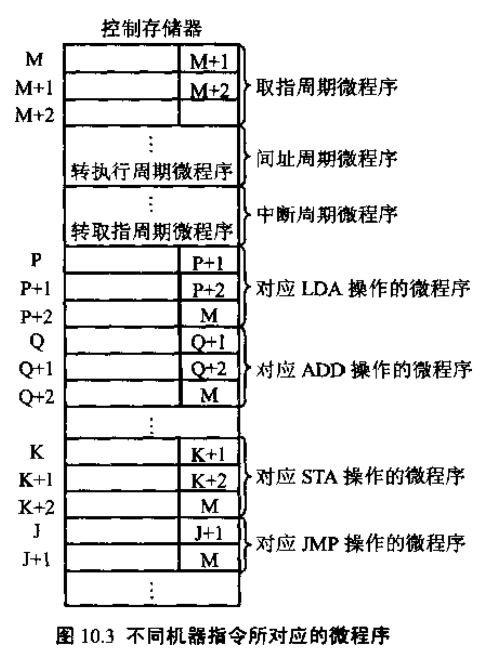 控制存储器
M M+1
M+1 M+2 取指周期微程序
M+2
⋮ 间址周期微程序
转执行周期微程序
⋮ 中断周期微程序
转取指周期微程序
P P+1
P+1 P+2 对应 LDA 操作的微程序
P+2 M
Q Q+1
Q+1 Q+2 对应 ADD 操作的微程序
Q+2 M
⋮
K K+1
K+1 K+2 对应 STA 操作的微程序
K+2 M
J J+1
J+1 M 对应 JMP 操作的微程序
⋮
图 10.3 不同机器指令所对应的微程序